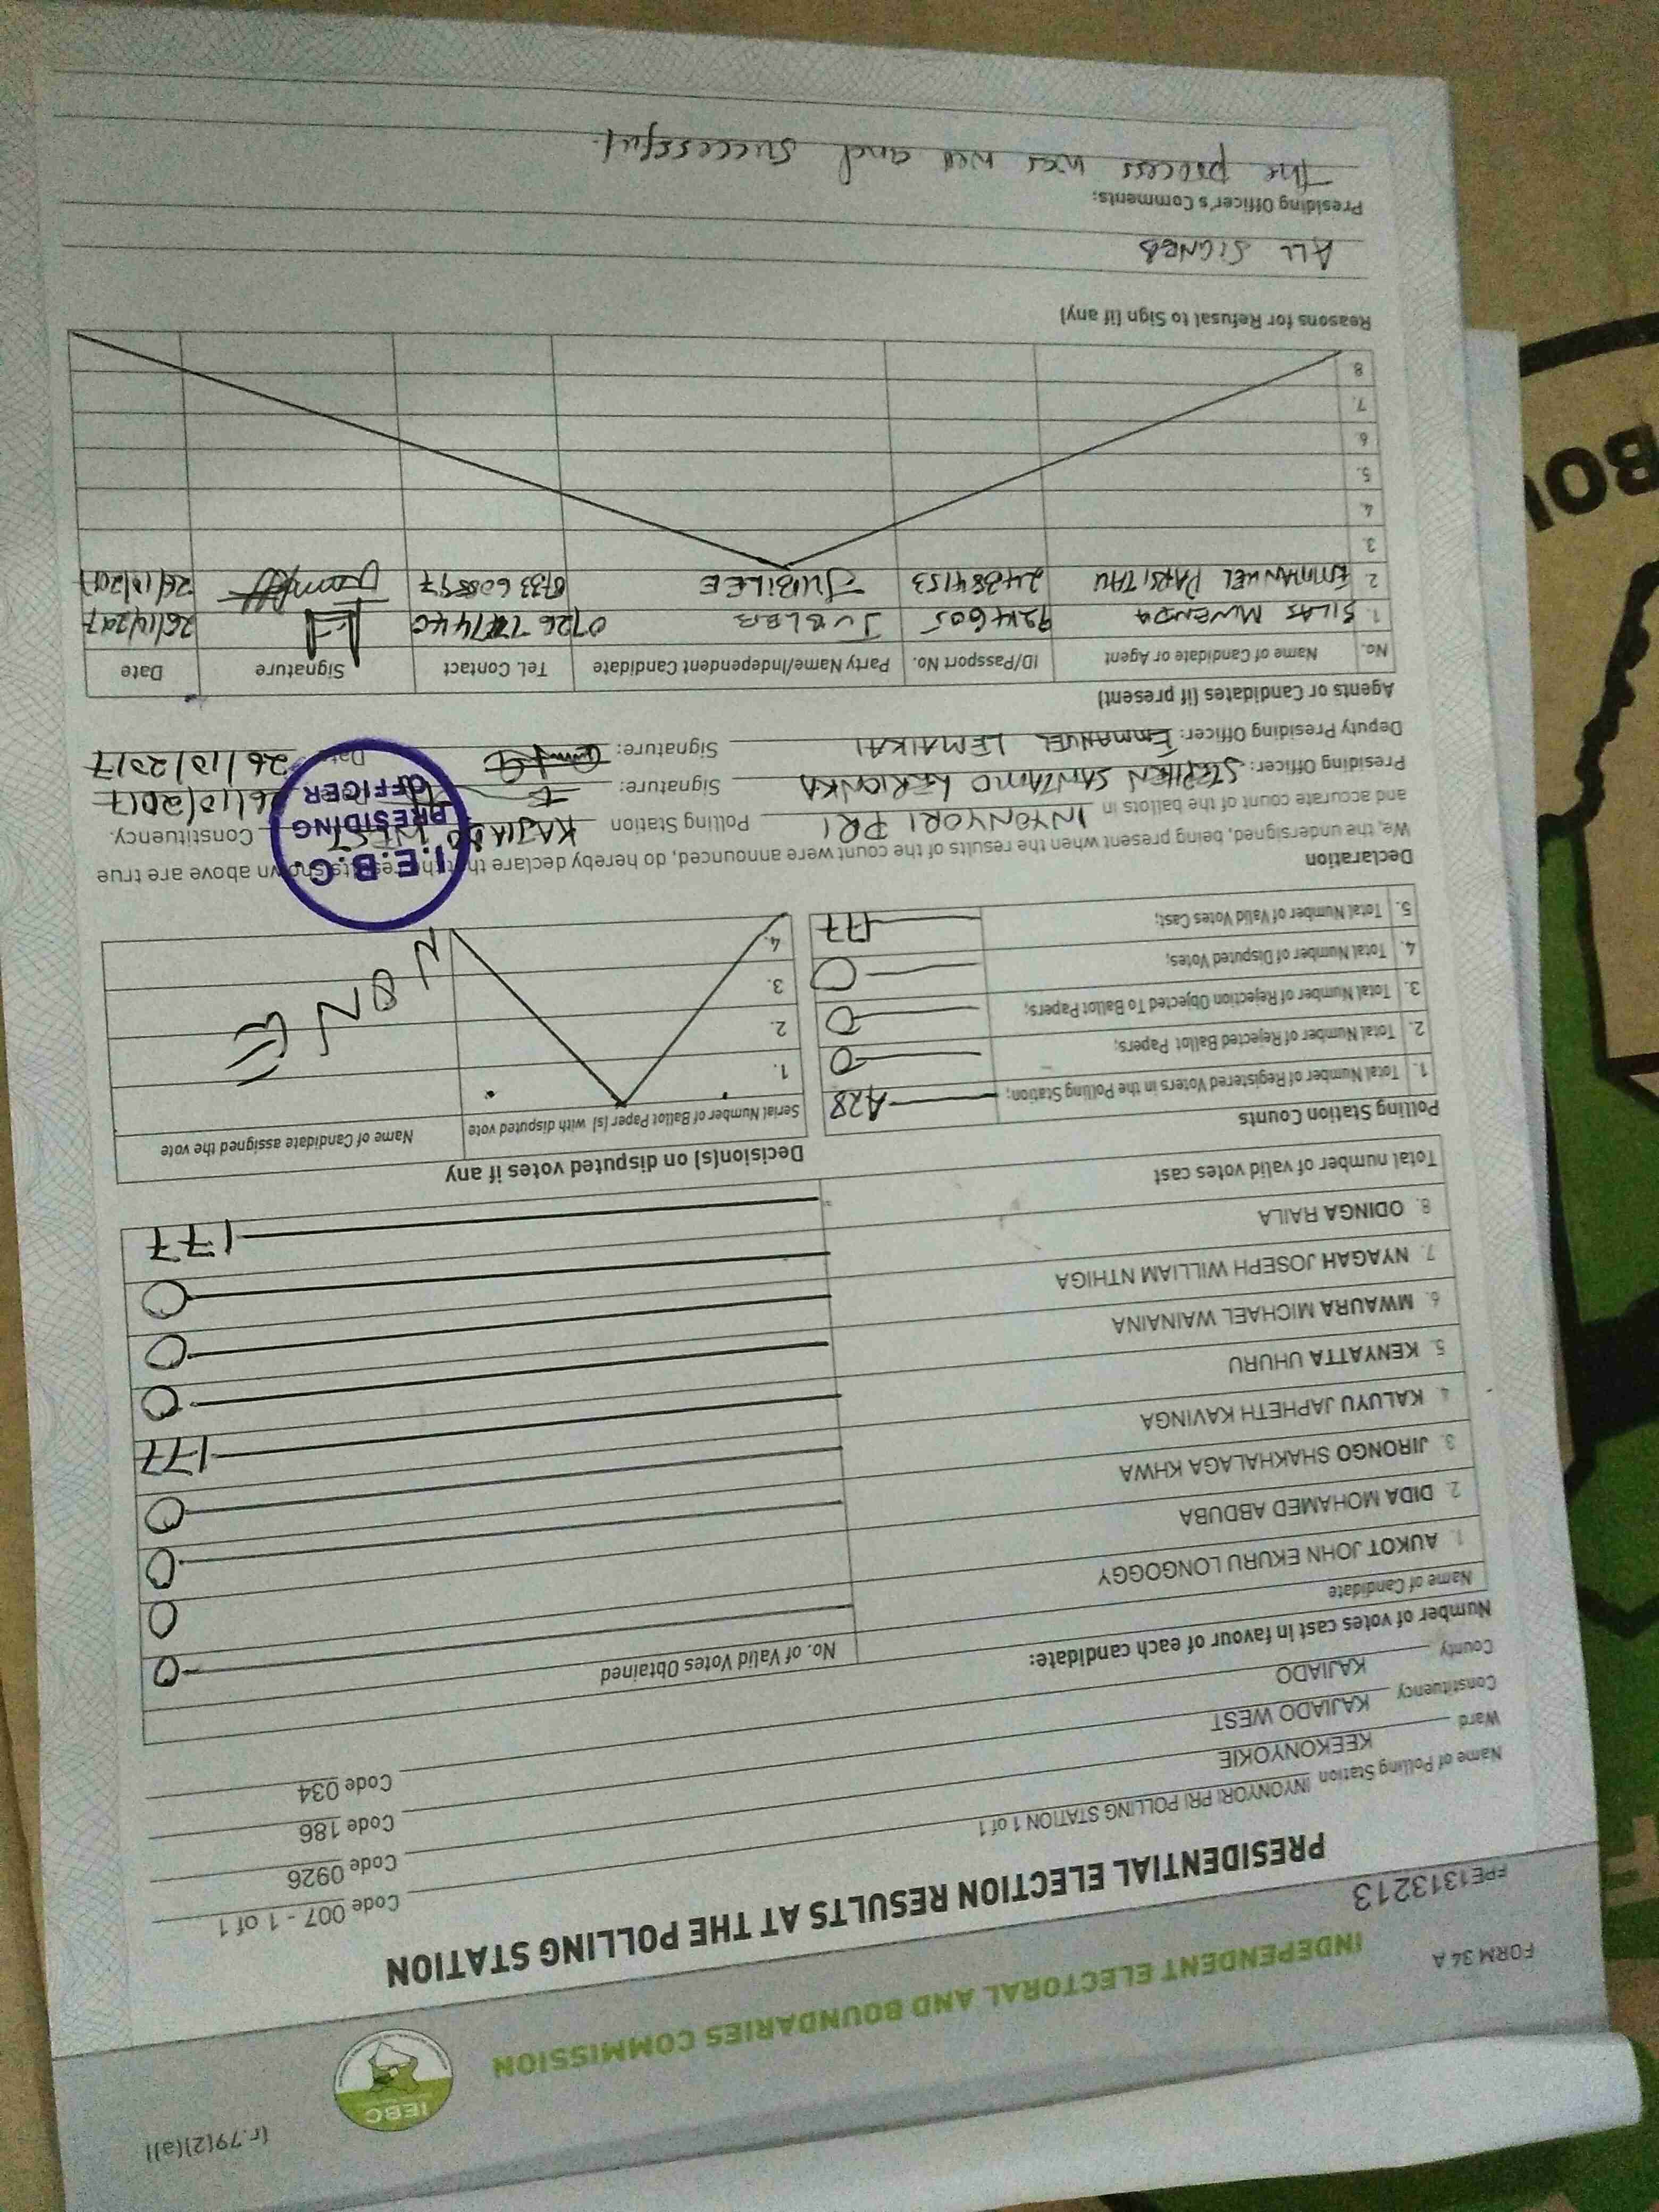 (r.79(2)(a))
IEBC
FORM 34 A
INDEPENDENT ELECTORAL AND BOUNDARIES COMMISSION
FPE1313213
PRESIDENTIAL ELECTION RESULTS AT THE POLLING STATION
Name of Polling Station INYONYORI PRI POLLING STATION 1 of 1 Code 007 - 1 of 1
Ward KEEKONYOKIE Code 0926
Constituency KAJIADO WEST Code 186
County KAJIADO Code 034
Number of votes cast in favour of each candidate:
Name of Candidate No. of Valid Votes Obtained
1. AUKOT JOHN EKURU LONGOGGY 0
2. DIDA MOHAMED ABDUBA 0
3. JIRONGO SHAKHALAGA KHWA 0
4. KALUYU JAPHETH KAVINGA 0
5. KENYATTA UHURU 177
6. MWAURA MICHAEL WAINAINA 0
7. NYAGAH JOSEPH WILLIAM NTHIGA 0
8. ODINGA RAILA 0
Total number of valid votes cast 177
Polling Station Counts
1. Total Number of Registered Voters in the Polling Station; 428
2. Total Number of Rejected Ballot Papers; 0
3. Total Number of Rejection Objected To Ballot Papers; 0
4. Total Number of Disputed Votes; 0
5. Total Number of Valid Votes Cast; 177
Decision(s) on disputed votes if any
Serial Number of Ballot Paper (s) with disputed vote Name of Candidate assigned the vote
1.
2.
3.
4.
NONE
Declaration
We, the undersigned, being present when the results of the count were announced, do hereby declare that the results shown above are true
and accurate count of the ballots in INYONYORI PRI Polling Station KAJIADO WEST Constituency.
Presiding Officer: STEPHEN SANTAMO Signature: Date 26/10/2017
Deputy Presiding Officer: EMMANUEL LEMAIKAI Signature: Date 26/10/2017
I.E.B.C.
PRESIDING
OFFICER
Agents or Candidates (if present)
No. Name of Candidate or Agent ID/Passport No. Party Name/Independent Candidate Tel. Contact Signature Date
1. SILAS MWENDA 9214605 26/10/2017
2 EMMANUEL PARSITAU 24884153 JUBILEE 26/10/2017
3.
4.
5.
6
7.
8
Reasons for Refusal to Sign (if any)
ALL SIGNED
Presiding Officer's Comments:
The process was well and successful.
BOU